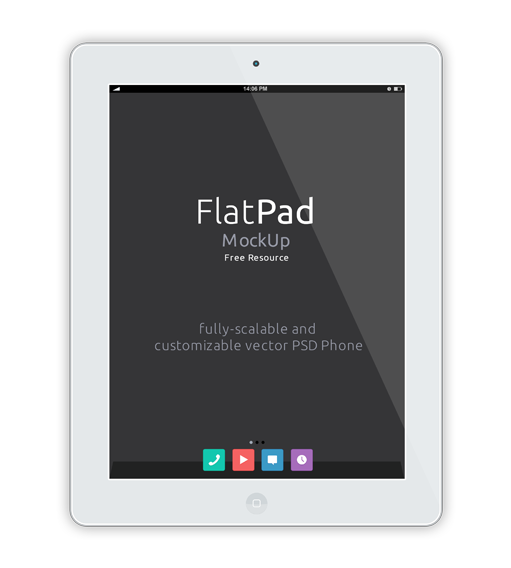 14:06 PM
FlatPad
MockUp
Free Resource
fully-scalable and
customizable vector PSD Phone